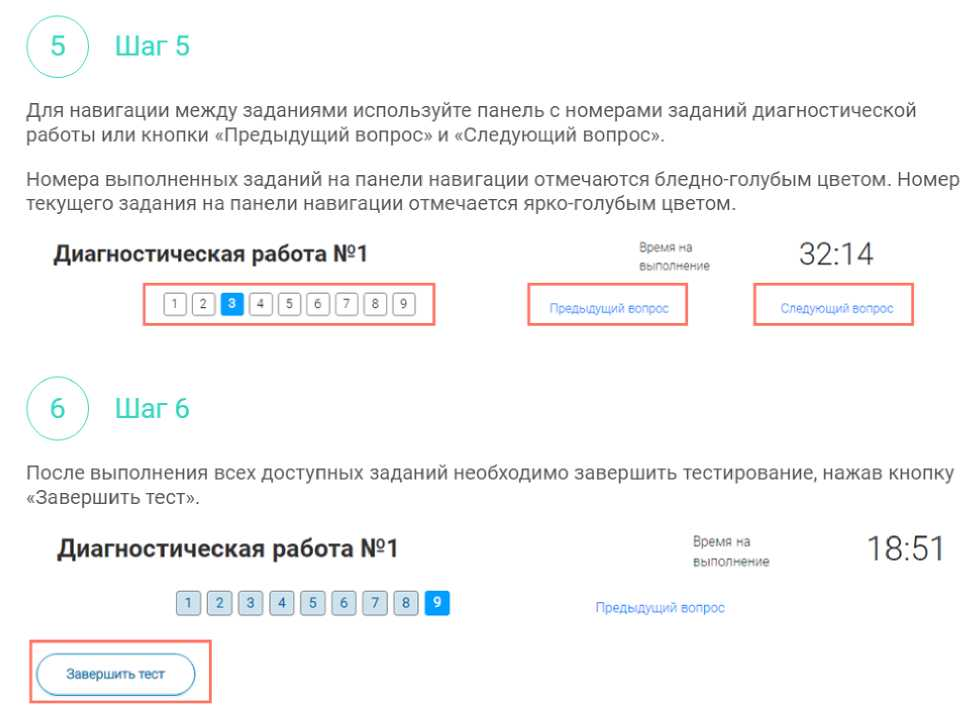 5 Шаг 5
Для навигации между заданиями используйте панель с номерами заданий диагностической
работы или кнопки «Предыдущий вопрос» и «Следующий вопрос».
Номера выполненных заданий на панели навигации отмечаются бледно-голубым цветом. Номер
текущего задания на панели навигации отмечается ярко-голубым цветом.
Диагностическая работа №1
Время на
выполнение
32:14
1 2 3 4 5 6 7 8 9
Предыдущий вопрос
Следующий вопрос
6 Шаг 6
После выполнения всех доступных заданий необходимо завершить тестирование, нажав кнопку
«Завершить тест».
Диагностическая работа №1
Время на
выполнение
18:51
1 2 3 4 5 6 7 8 9
Предыдущий вопрос
Завершить тест